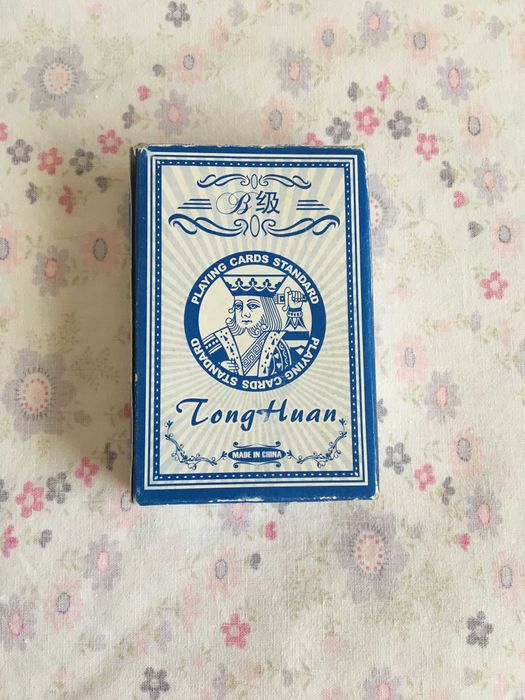 B级
PLAYING CARDS STANDARD
PLAYING CARDS STANDARD
TongHuan
MADE IN CHINA